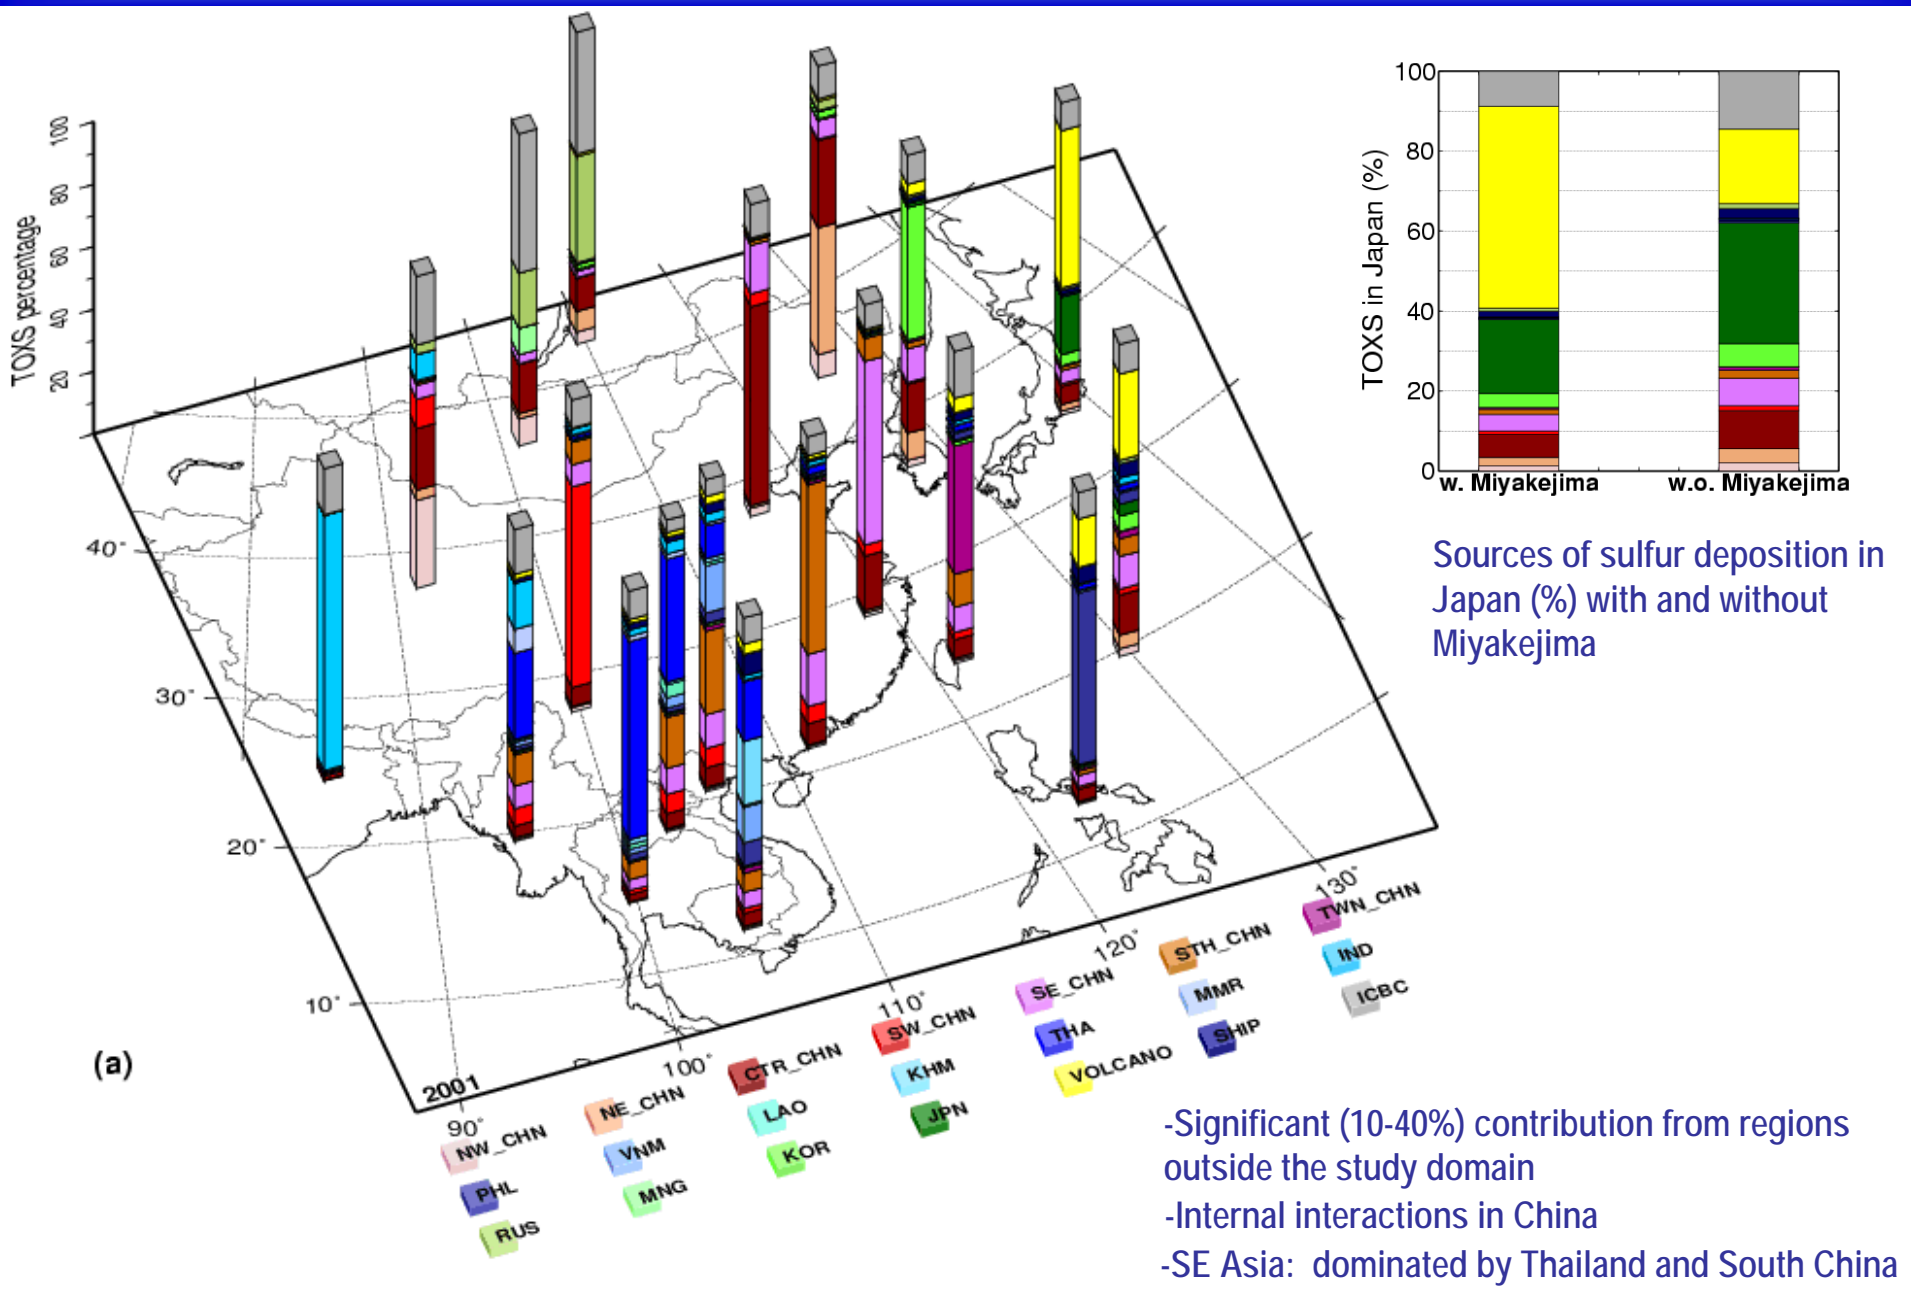 TOXS percentage
100
80
60
40
20
40°
30°
20°
10°
90°
100°
110°
120°
130°
2001
(a)
NW_CHN
NE_CHN
CTR_CHN
SW_CHN
SE_CHN
STH_CHN
TWN_CHN
PHL
VNM
LAO
KHM
THA
MMR
IND
RUS
MNG
KOR
JPN
VOLCANO
SHIP
ICBC
TOXS in Japan (%)
100
80
60
40
20
0
w. Miyakejima
w.o. Miyakejima
Sources of sulfur deposition in
Japan (%) with and without
Miyakejima
-Significant (10-40%) contribution from regions
outside the study domain
-Internal interactions in China
-SE Asia: dominated by Thailand and South China